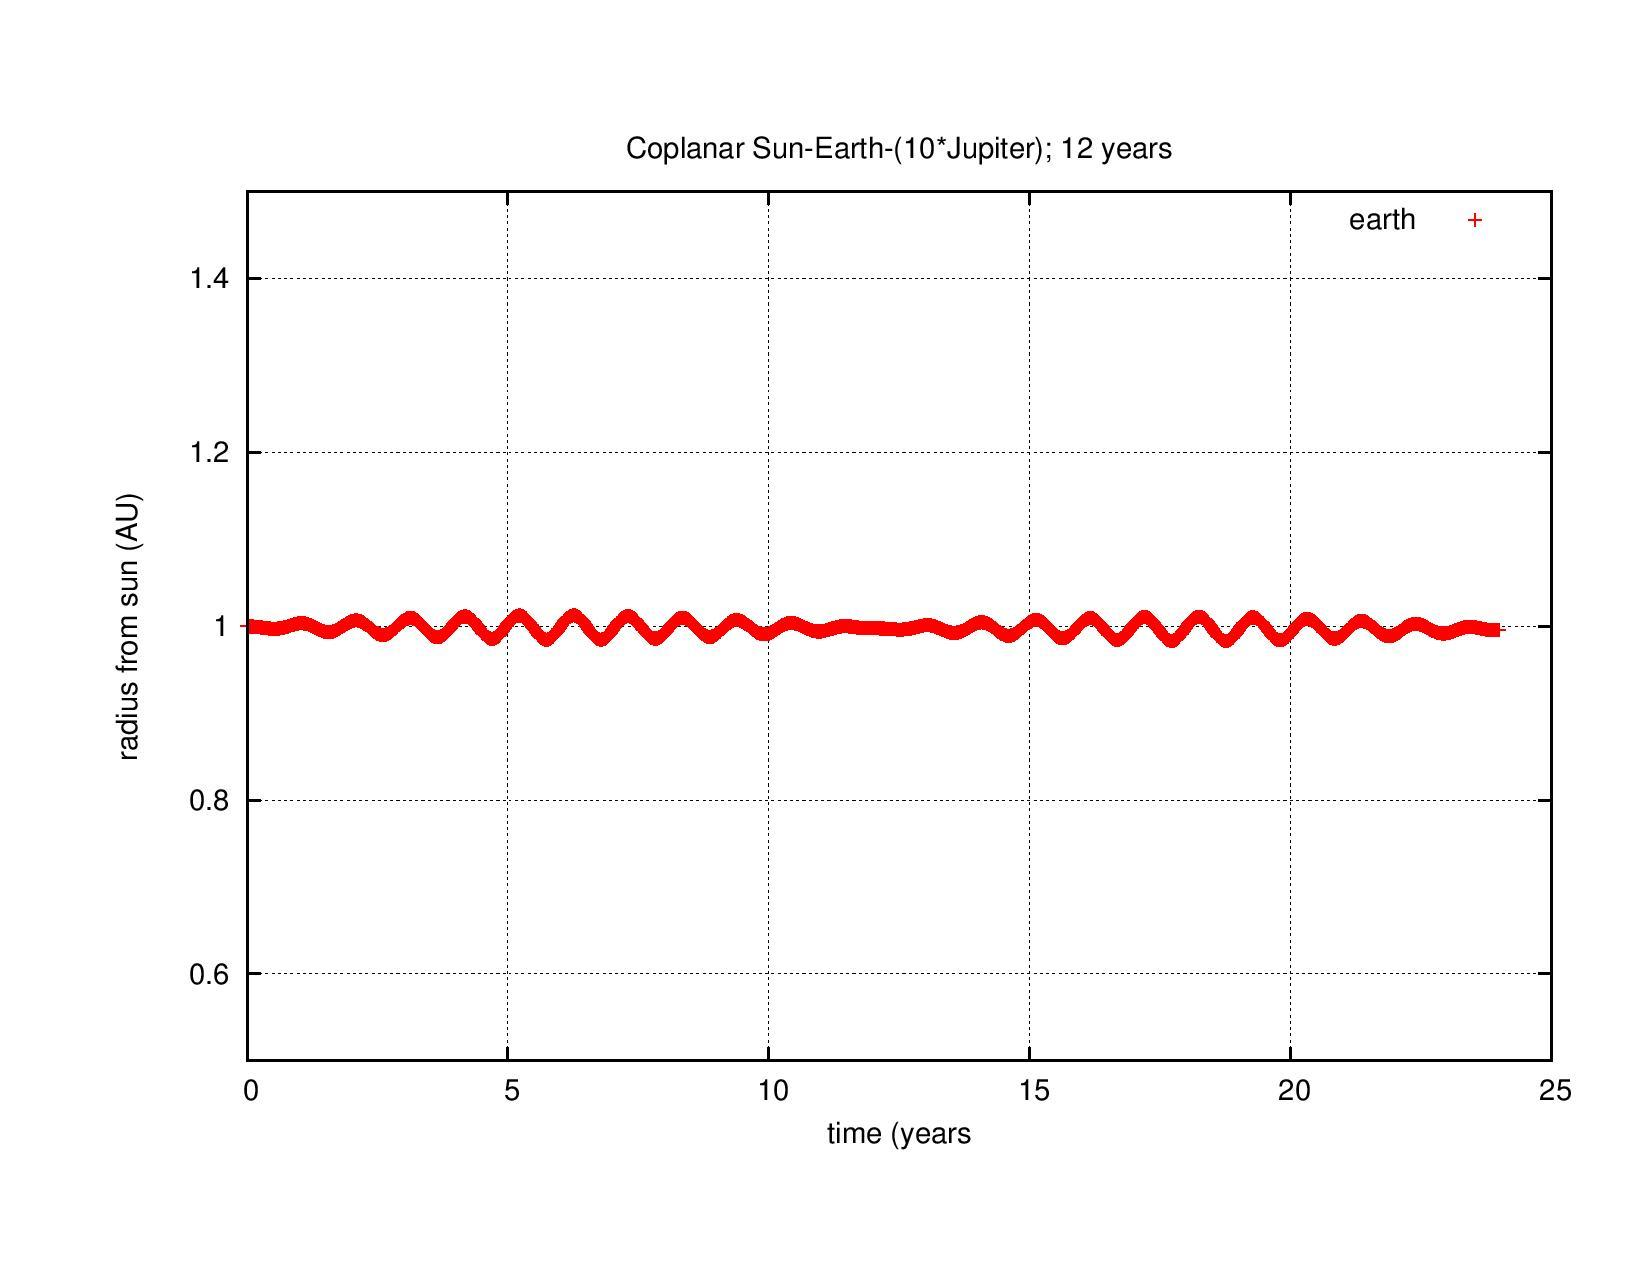 Coplanar Sun-Earth-(10*Jupiter); 12 years
earth
1.4
1.2
1
0.8
0.6
radius from sun (AU)
0 5 10 15 20 25
time (years